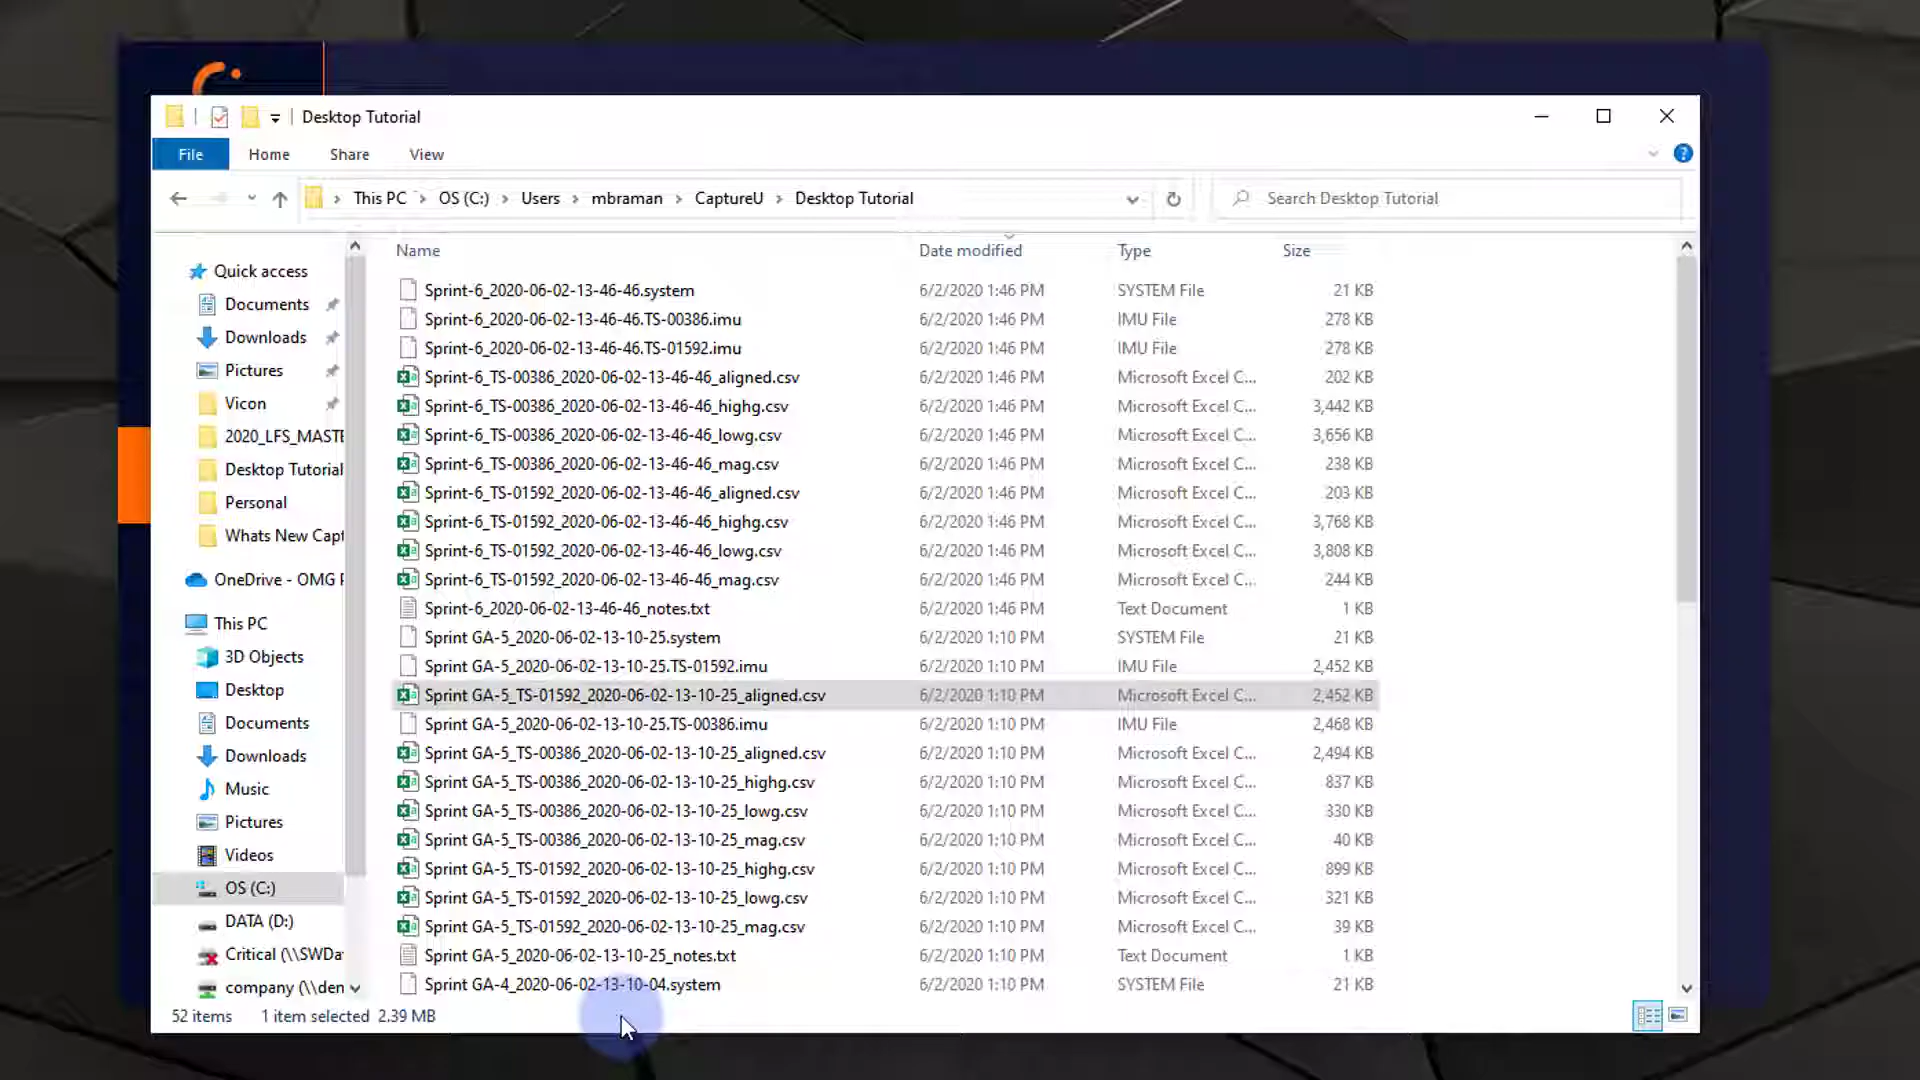 Desktop Tutorial
File Home Share View
This PC OS (C:) Users mbraman CaptureU Desktop Tutorial
Search Desktop Tutorial
Quick access
Documents
Downloads
Pictures
Vicon
2020_LFS_MASTE
Desktop Tutorial
Personal
Whats New Capt
OneDrive - OMG P
This PC
3D Objects
Desktop
Documents
Downloads
Music
Pictures
Videos
OS (C:)
DATA (D:)
Critical (\\SWDa
company (\\den
Name Date modified Type Size
Sprint-6_2020-06-02-13-46-46.system 6/2/2020 1:46 PM SYSTEM File 21 KB
Sprint-6_2020-06-02-13-46-46.TS-00386.imu 6/2/2020 1:46 PM IMU File 278 KB
Sprint-6_2020-06-02-13-46-46.TS-01592.imu 6/2/2020 1:46 PM IMU File 278 KB
Sprint-6_TS-00386_2020-06-02-13-46-46_aligned.csv 6/2/2020 1:46 PM Microsoft Excel C... 202 KB
Sprint-6_TS-00386_2020-06-02-13-46-46_highg.csv 6/2/2020 1:46 PM Microsoft Excel C... 3,442 KB
Sprint-6_TS-00386_2020-06-02-13-46-46_lowg.csv 6/2/2020 1:46 PM Microsoft Excel C... 3,656 KB
Sprint-6_TS-00386_2020-06-02-13-46-46_mag.csv 6/2/2020 1:46 PM Microsoft Excel C... 238 KB
Sprint-6_TS-01592_2020-06-02-13-46-46_aligned.csv 6/2/2020 1:46 PM Microsoft Excel C... 203 KB
Sprint-6_TS-01592_2020-06-02-13-46-46_highg.csv 6/2/2020 1:46 PM Microsoft Excel C... 3,768 KB
Sprint-6_TS-01592_2020-06-02-13-46-46_lowg.csv 6/2/2020 1:46 PM Microsoft Excel C... 3,808 KB
Sprint-6_TS-01592_2020-06-02-13-46-46_mag.csv 6/2/2020 1:46 PM Microsoft Excel C... 244 KB
Sprint-6_2020-06-02-13-46-46_notes.txt 6/2/2020 1:46 PM Text Document 1 KB
Sprint GA-5_2020-06-02-13-10-25.system 6/2/2020 1:10 PM SYSTEM File 21 KB
Sprint GA-5_2020-06-02-13-10-25.TS-01592.imu 6/2/2020 1:10 PM IMU File 2,452 KB
Sprint GA-5_TS-01592_2020-06-02-13-10-25_aligned.csv 6/2/2020 1:10 PM Microsoft Excel C... 2,452 KB
Sprint GA-5_2020-06-02-13-10-25.TS-00386.imu 6/2/2020 1:10 PM IMU File 2,468 KB
Sprint GA-5_TS-00386_2020-06-02-13-10-25_aligned.csv 6/2/2020 1:10 PM Microsoft Excel C... 2,494 KB
Sprint GA-5_TS-00386_2020-06-02-13-10-25_highg.csv 6/2/2020 1:10 PM Microsoft Excel C... 837 KB
Sprint GA-5_TS-00386_2020-06-02-13-10-25_lowg.csv 6/2/2020 1:10 PM Microsoft Excel C... 330 KB
Sprint GA-5_TS-00386_2020-06-02-13-10-25_mag.csv 6/2/2020 1:10 PM Microsoft Excel C... 40 KB
Sprint GA-5_TS-01592_2020-06-02-13-10-25_highg.csv 6/2/2020 1:10 PM Microsoft Excel C... 899 KB
Sprint GA-5_TS-01592_2020-06-02-13-10-25_lowg.csv 6/2/2020 1:10 PM Microsoft Excel C... 321 KB
Sprint GA-5_TS-01592_2020-06-02-13-10-25_mag.csv 6/2/2020 1:10 PM Microsoft Excel C... 39 KB
Sprint GA-5_2020-06-02-13-10-25_notes.txt 6/2/2020 1:10 PM Text Document 1 KB
Sprint GA-4_2020-06-02-13-10-04.system 6/2/2020 1:10 PM SYSTEM File 21 KB
52 items 1 item selected 2.39 MB